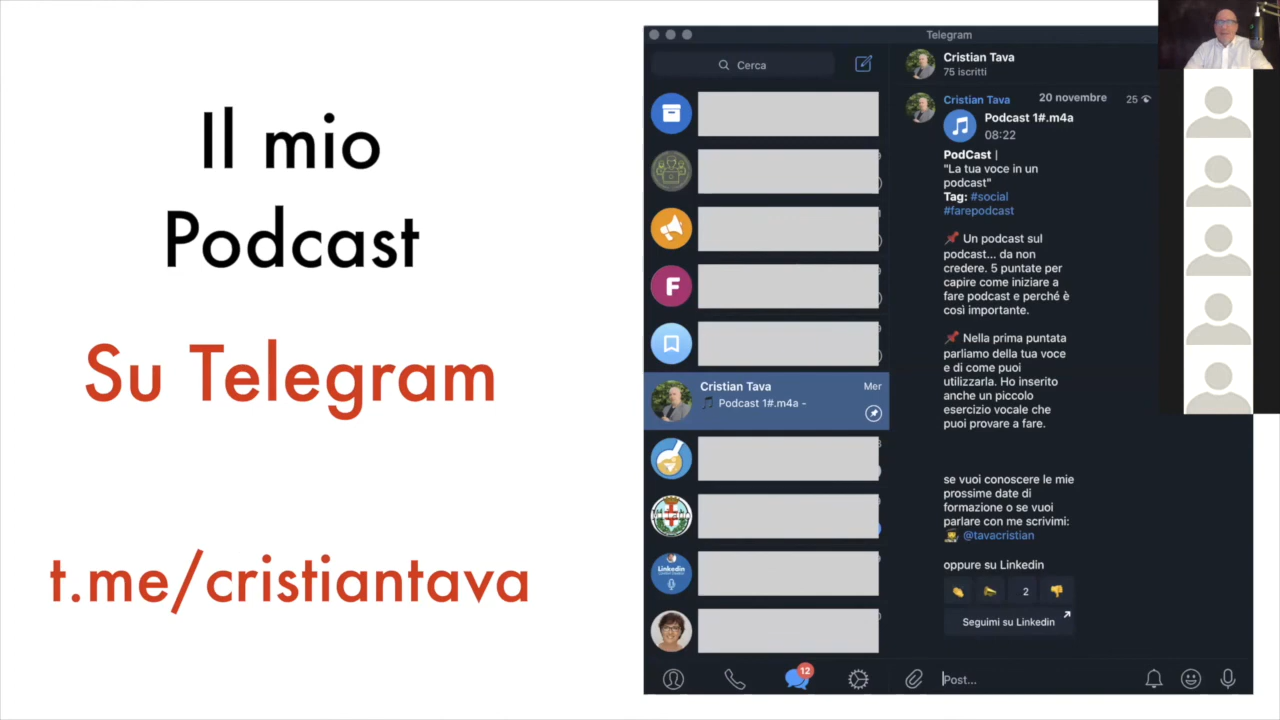 Il mio
Podcast
Su Telegram
t.me/cristiantava
Telegram
Cerca
F
Cristian Tava
Mer
Podcast 1#.m4a -
Linkedin
12
Cristian Tava
75 iscritti
Cristian Tava
20 novembre
25
Podcast 1#.m4a
08:22
PodCast |
"La tua voce in un
podcast"
Tag: #social
#farepodcast
Un podcast sul
podcast... da non
credere. 5 puntate per
capire come iniziare a
fare podcast e perché è
così importante.
Nella prima puntata
parliamo della tua voce
e di come puoi
utilizzarla. Ho inserito
anche un piccolo
esercizio vocale che
puoi provare a fare.
se vuoi conoscere le mie
prossime date di
formazione o se vuoi
parlare con me scrivimi:
@tavacristian
oppure su Linkedin
2
Seguimi su Linkedin
Post...